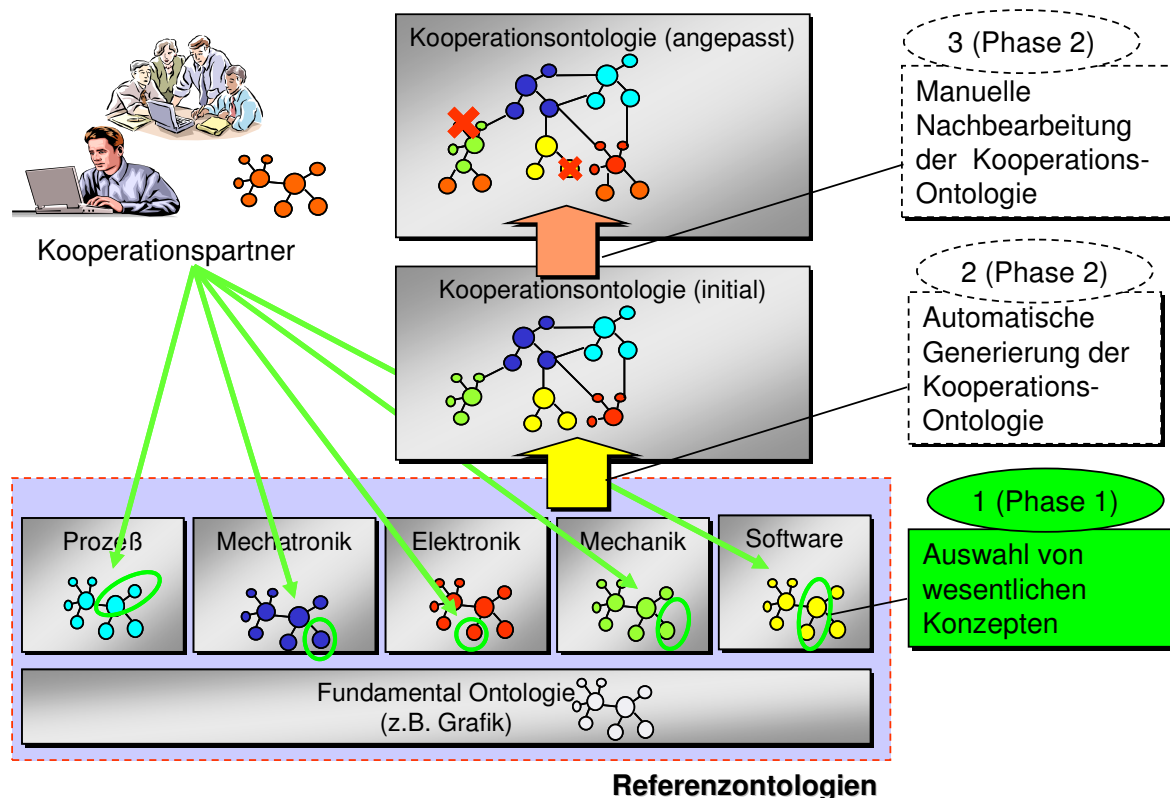 Kooperationsontologie (angepasst)
3 (Phase 2)
Manuelle
Nachbearbeitung
der Kooperations-
Ontologie
Kooperationspartner
Kooperationsontologie (initial)
2 (Phase 2)
Automatische
Generierung der
Kooperations-
Ontologie
1 (Phase 1)
Auswahl von
wesentlichen
Konzepten
Prozeß
Mechatronik
Elektronik
Mechanik
Software
Fundamental Ontologie
(z.B. Grafik)
Referenzontologien